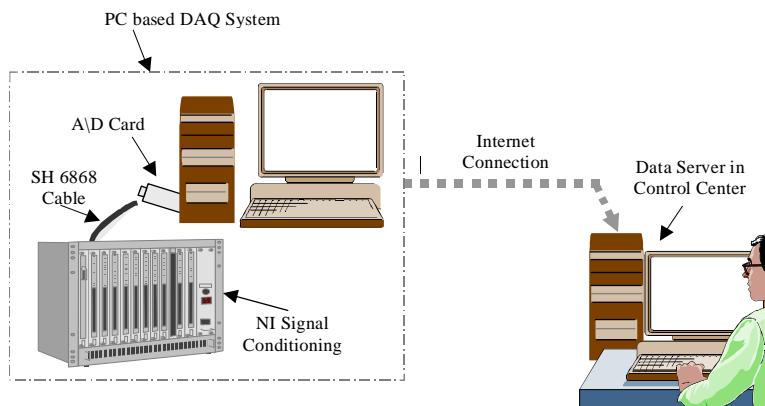 PC based DAQ System
A\D Card
SH 6868
Cable
NI Signal
Conditioning
Internet
Connection
Data Server in
Control Center